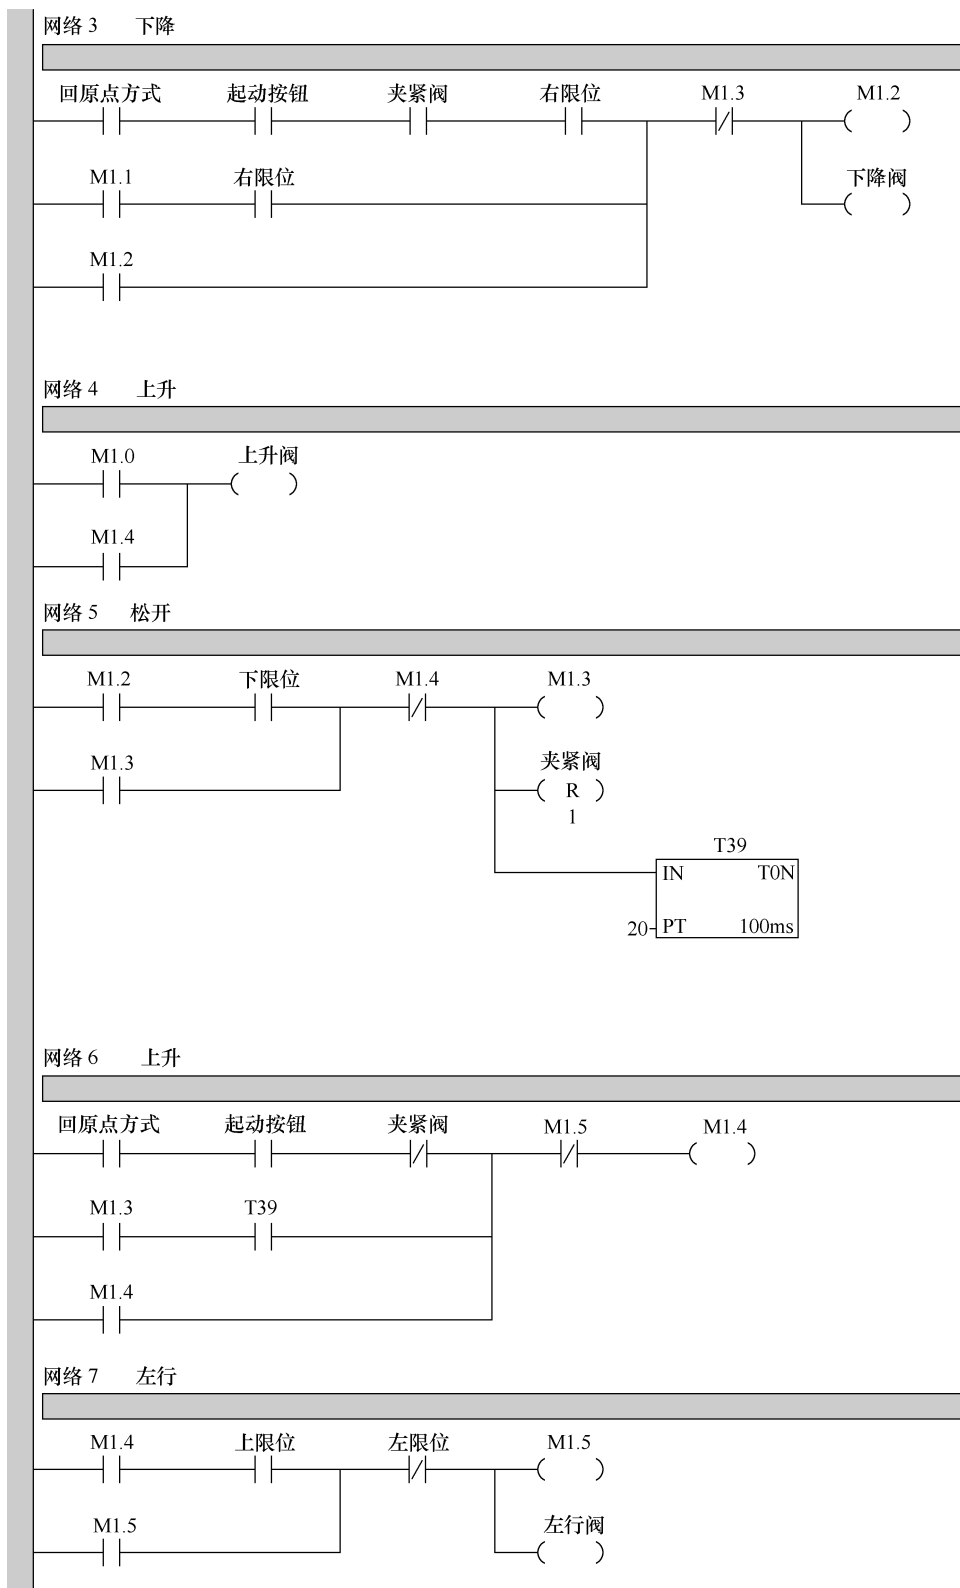 网络 3 下降
回原点方式 起动按钮 夹紧阀 右限位 M1.3 M1.2
M1.1 右限位 下降阀
M1.2
网络 4 上升
M1.0 上升阀
M1.4
网络 5 松开
M1.2 下限位 M1.4 M1.3
M1.3 夹紧阀
R
1
T39
IN TON
20 PT 100ms
网络 6 上升
回原点方式 起动按钮 夹紧阀 M1.5 M1.4
M1.3 T39
M1.4
网络 7 左行
M1.4 上限位 左限位 M1.5
M1.5 左行阀